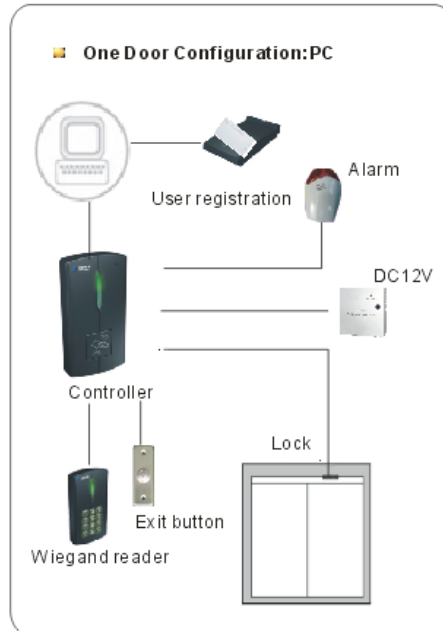 One Door Configuration:PC
User registration
Alarm
DC12V
Controller
Lock
Exit button
Wiegand reader